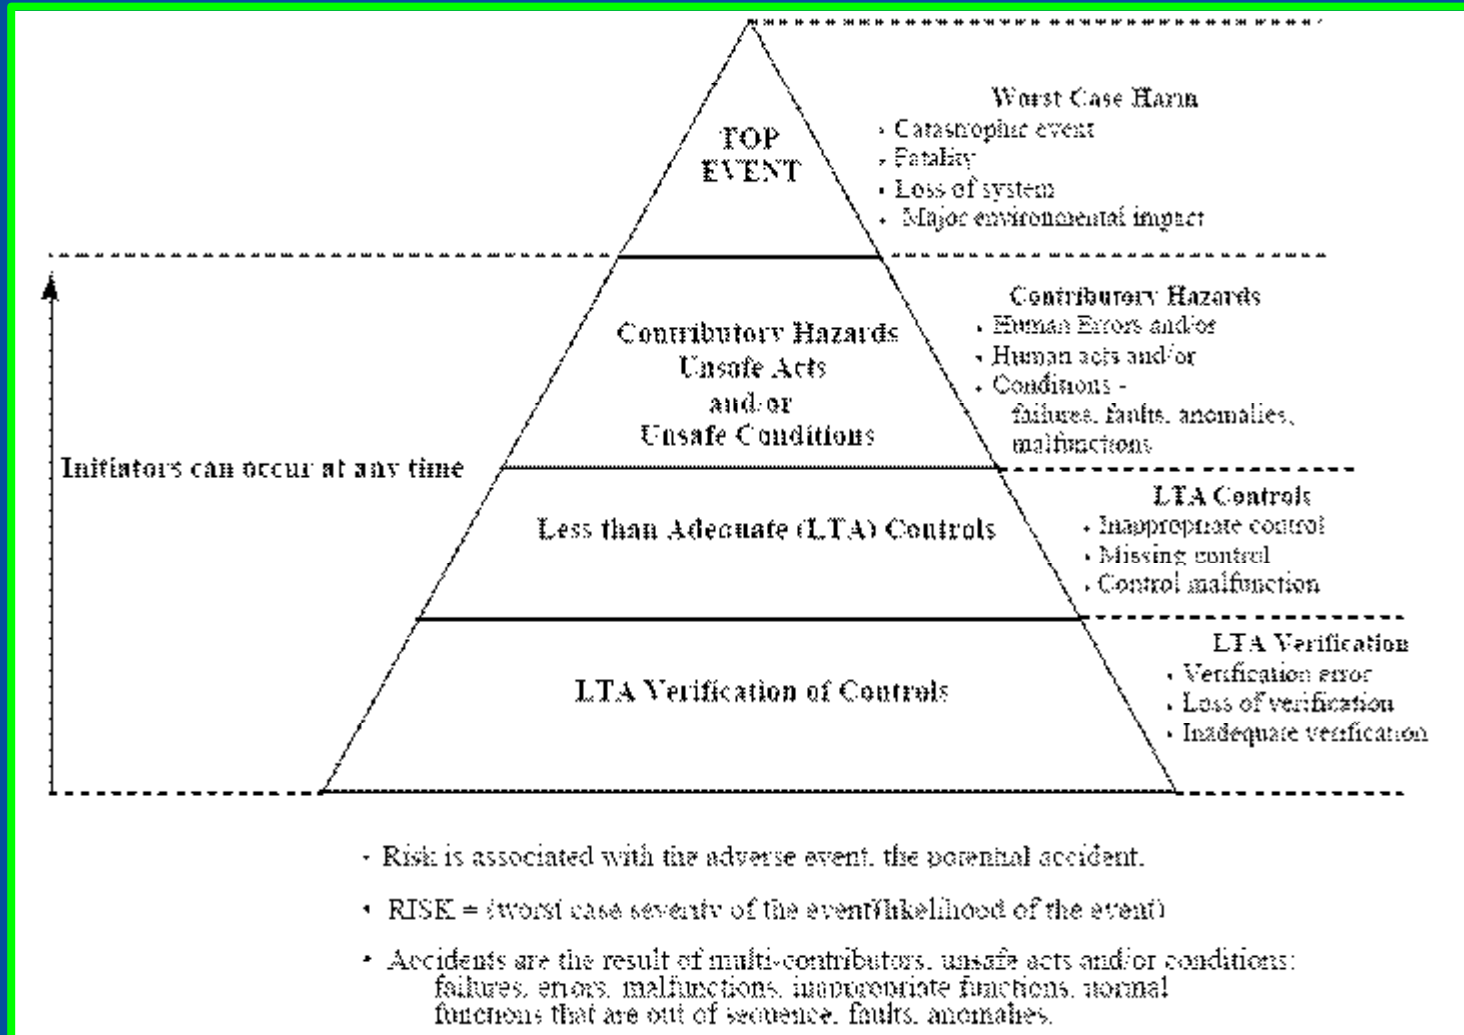 TOP
EVENT
Worst Case Harm
• Catastrophic event
• Fatality
• Loss of system
• Major environmental impact
Contributory Hazards
Unsafe Acts
and/or
Unsafe Conditions
Contributory Hazards
• Human Errors and/or
• Human acts and/or
• Conditions -
failures, faults, anomalies,
malfunctions
Initiators can occur at any time
Less than Adequate (LTA) Controls
LTA Controls
• Inappropriate control
• Missing control
• Control malfunction
LTA Verification of Controls
LTA Verification
• Verification error
• Loss of verification
• Inadequate verification
• Risk is associated with the adverse event, the potential accident.
• RISK = (worst case severity of the event)(likelihood of the event)
• Accidents are the result of multi-contributors, unsafe acts and/or conditions;
failures, errors, malfunctions, inappropriate functions, normal
functions that are out of sequence, faults, anomalies.